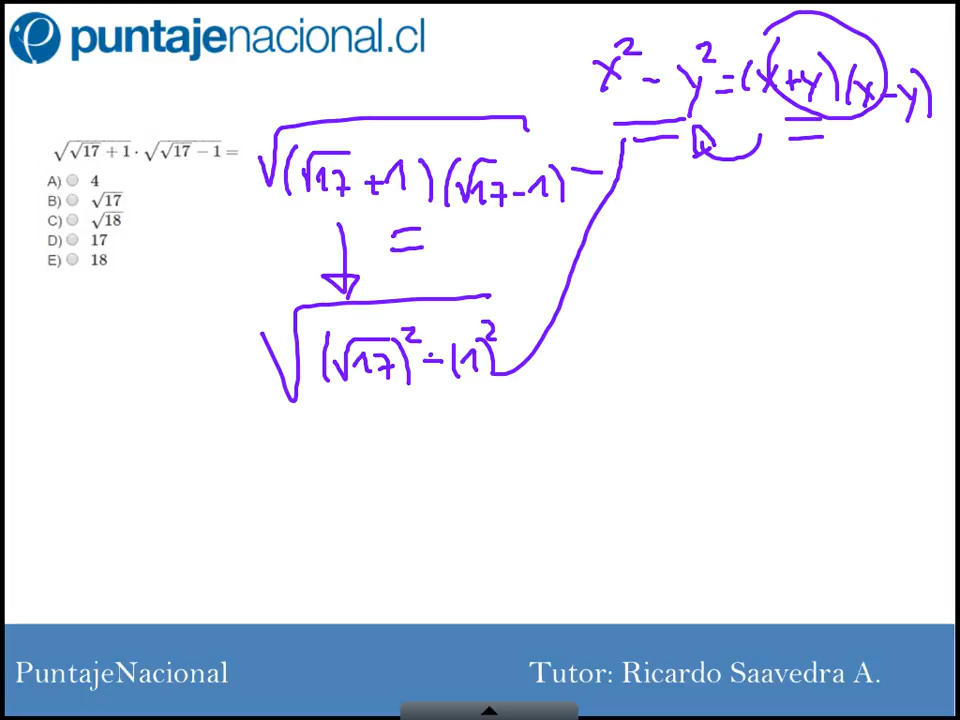 puntajenacional.cl
x² - y² = (x+y)(x-y)
√(√17 + 1) · √(√17 − 1) =
A) 4
B) √17
C) √18
D) 17
E) 18
√((√17 + 1)(√17 - 1))
=
√((√17)² - (1)²)
PuntajeNacional
Tutor: Ricardo Saavedra A.